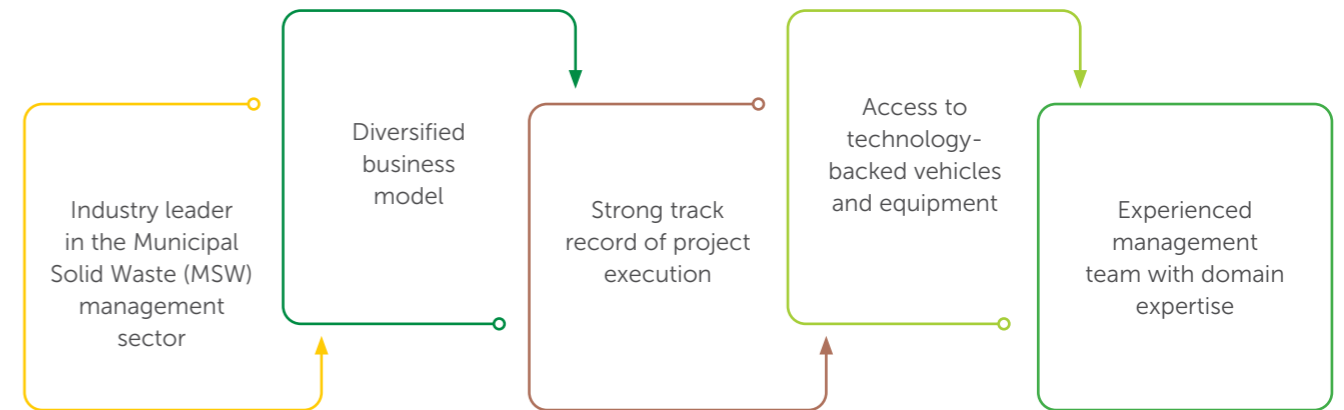 Industry leader
in the Municipal
Solid Waste (MSW)
management
sector
Diversified
business
model
Strong track
record of project
execution
Access to
technology-
backed vehicles
and equipment
Experienced
management
team with domain
expertise